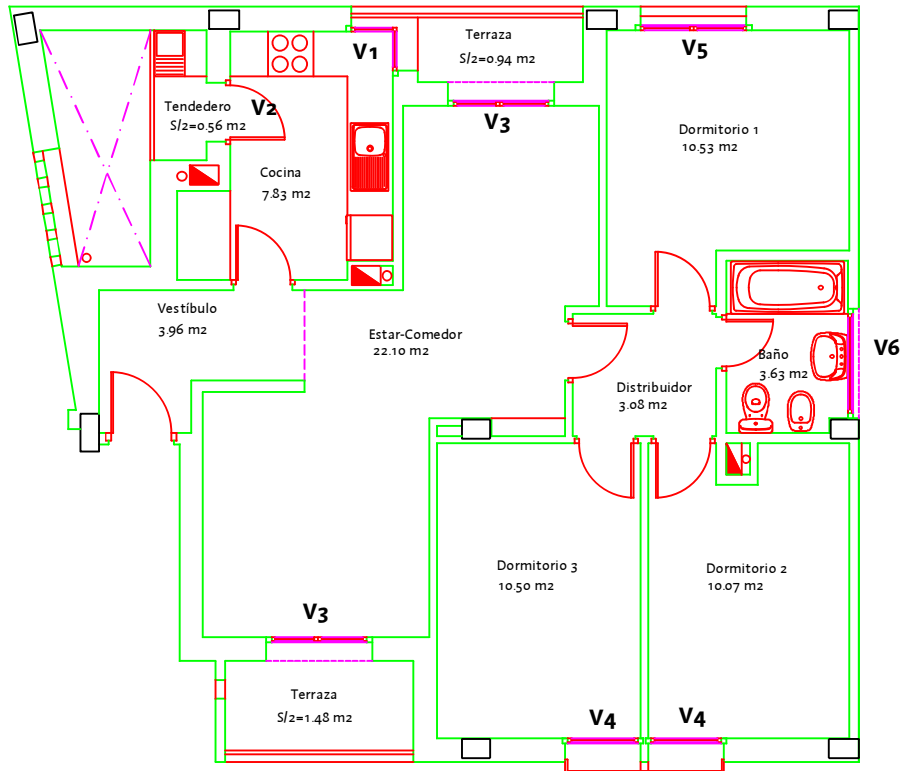 Terraza
S/2=0.94 m2
V1
V5
V3
Tendedero
S/2=0.56 m2
V2
Dormitorio 1
10.53 m2
Cocina
7.83 m2
Vestíbulo
3.96 m2
Estar-Comedor
22.10 m2
Baño
3.63 m2
V6
Distribuidor
3.08 m2
Dormitorio 3
10.50 m2
Dormitorio 2
10.07 m2
V3
Terraza
S/2=1.48 m2
V4
V4